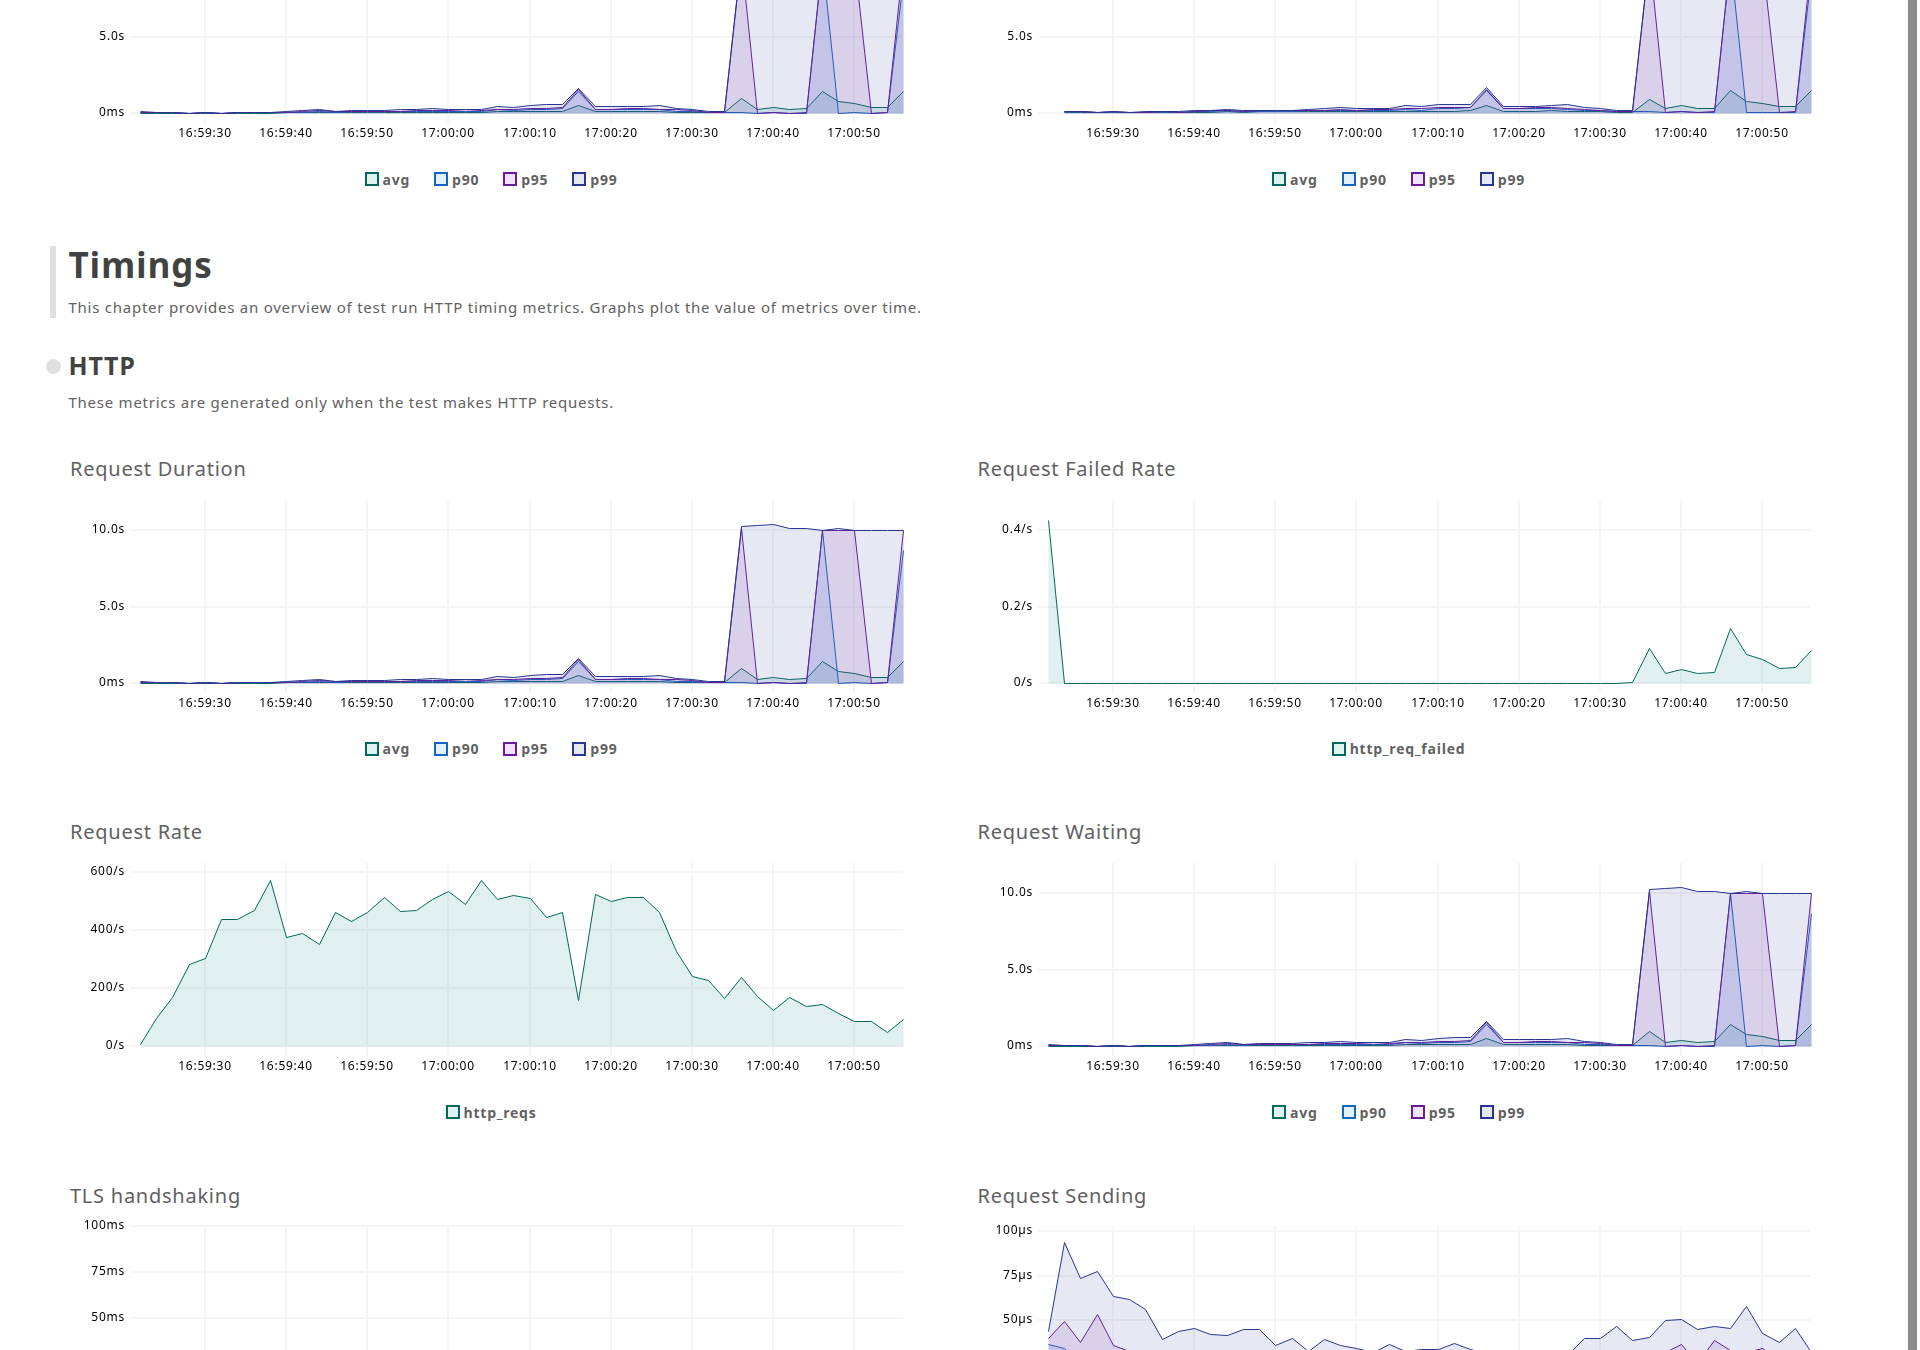 5.0s
0ms
16:59:30 16:59:40 16:59:50 17:00:00 17:00:10 17:00:20 17:00:30 17:00:40 17:00:50
avg p90 p95 p99
5.0s
0ms
16:59:30 16:59:40 16:59:50 17:00:00 17:00:10 17:00:20 17:00:30 17:00:40 17:00:50
avg p90 p95 p99
Timings
This chapter provides an overview of test run HTTP timing metrics. Graphs plot the value of metrics over time.
HTTP
These metrics are generated only when the test makes HTTP requests.
Request Duration
10.0s
5.0s
0ms
16:59:30 16:59:40 16:59:50 17:00:00 17:00:10 17:00:20 17:00:30 17:00:40 17:00:50
avg p90 p95 p99
Request Failed Rate
0.4/s
0.2/s
0/s
16:59:30 16:59:40 16:59:50 17:00:00 17:00:10 17:00:20 17:00:30 17:00:40 17:00:50
http_req_failed
Request Rate
600/s
400/s
200/s
0/s
16:59:30 16:59:40 16:59:50 17:00:00 17:00:10 17:00:20 17:00:30 17:00:40 17:00:50
http_reqs
Request Waiting
10.0s
5.0s
0ms
16:59:30 16:59:40 16:59:50 17:00:00 17:00:10 17:00:20 17:00:30 17:00:40 17:00:50
avg p90 p95 p99
TLS handshaking
100ms
75ms
50ms
Request Sending
100µs
75µs
50µs